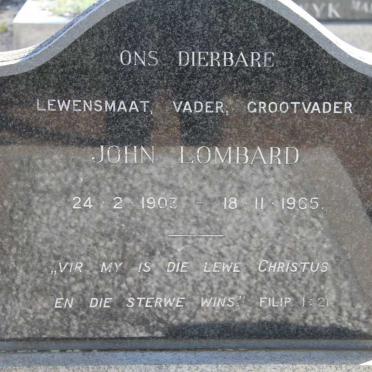 ONS DIERBARE
LEWENSMAAT, VADER, GROOTVADER
JOHN LOMBARD
24·2·1903 – 18·11·1965.
„VIR MY IS DIE LEWE CHRISTUS
EN DIE STERWE WINS." FILIP. 1:21